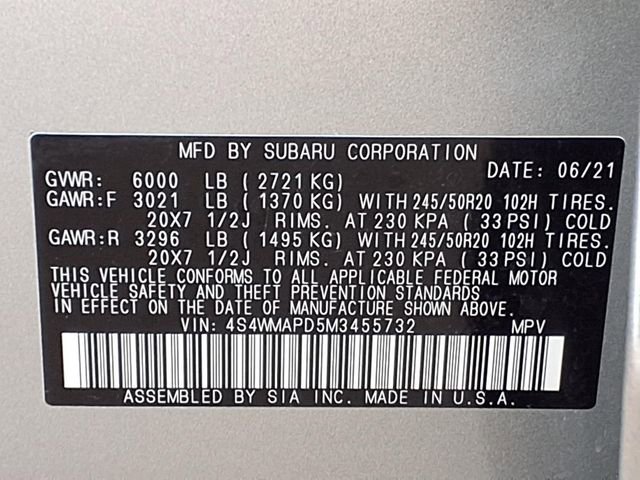 MFD BY SUBARU CORPORATION
DATE: 06/21
GVWR: 6000 LB ( 2721 KG)
GAWR:F 3021 LB ( 1370 KG) WITH 245/50R20 102H TIRES.
20X7 1/2J RIMS. AT 230 KPA ( 33 PSI) COLD
GAWR:R 3296 LB ( 1495 KG) WITH 245/50R20 102H TIRES.
20X7 1/2J RIMS. AT 230 KPA ( 33 PSI) COLD
THIS VEHICLE CONFORMS TO ALL APPLICABLE FEDERAL MOTOR
VEHICLE SAFETY AND THEFT PREVENTION STANDARDS
IN EFFECT ON THE DATE OF MANUFACTURE SHOWN ABOVE.
VIN: 4S4WMAPD5M3455732 MPV
ASSEMBLED BY SIA INC. MADE IN U.S.A.